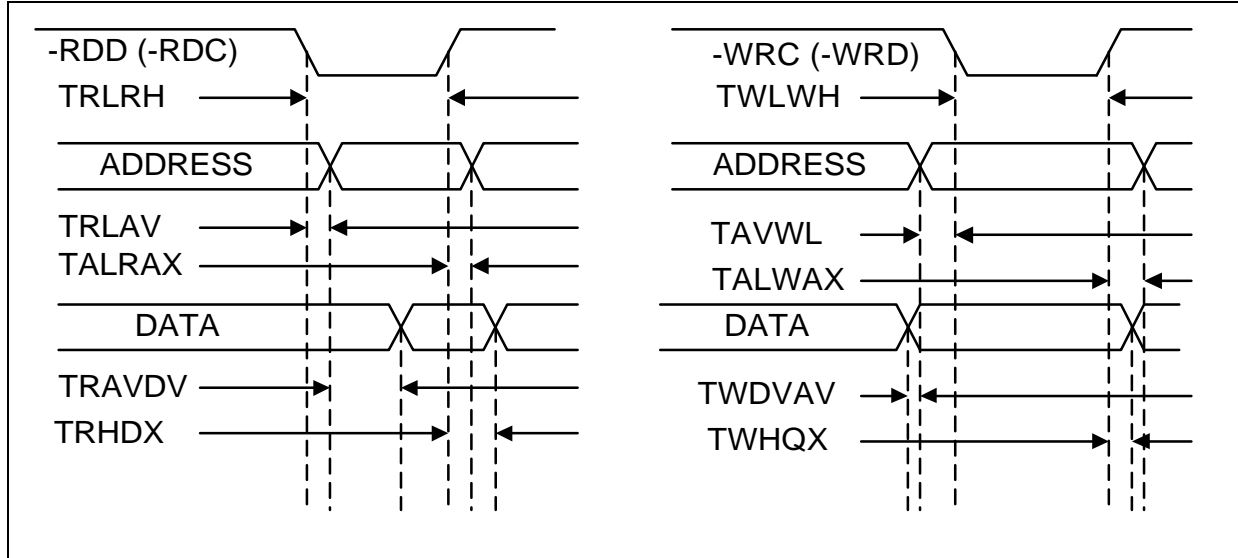 -RDD (-RDC)
TRLRH
ADDRESS
TRLAV
TALRAX
DATA
TRAVDV
TRHDX
-WRC (-WRD)
TWLWH
ADDRESS
TAVWL
TALWAX
DATA
TWDVAV
TWHQX